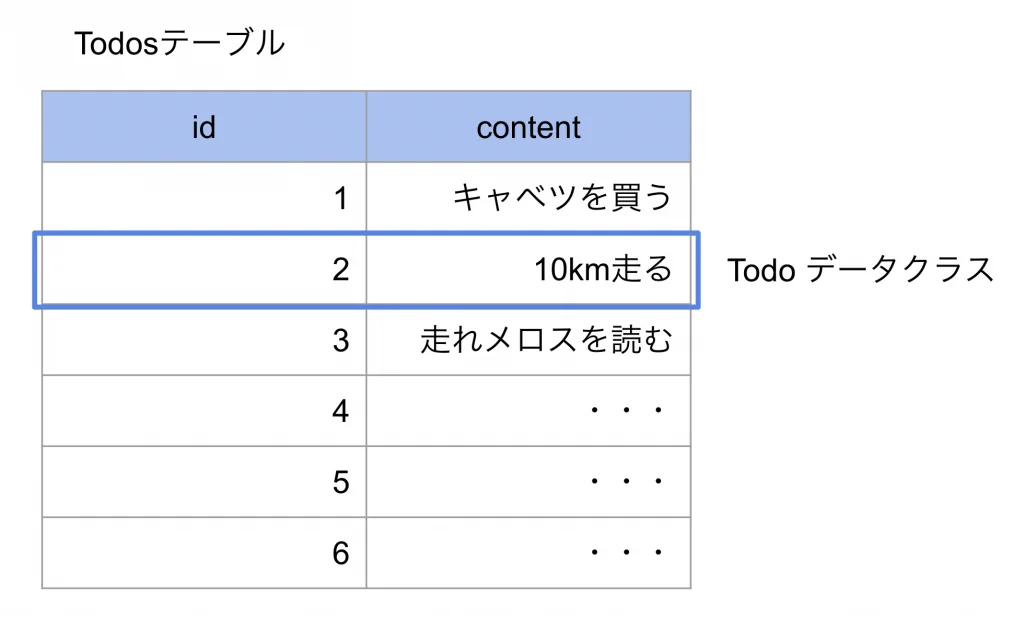 Todosテーブル
id content
1 キャベツを買う
2 10km走る Todo データクラス
3 走れメロスを読む
4 ・・・
5 ・・・
6 ・・・